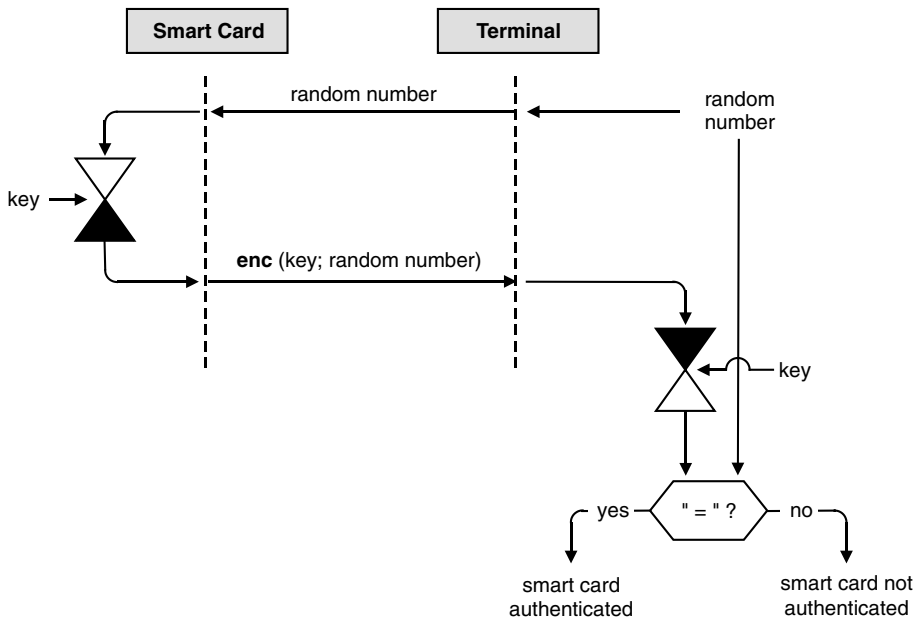 Smart Card
Terminal
random number
random
number
key
enc (key; random number)
key
yes
" = " ?
no
smart card
authenticated
smart card not
authenticated